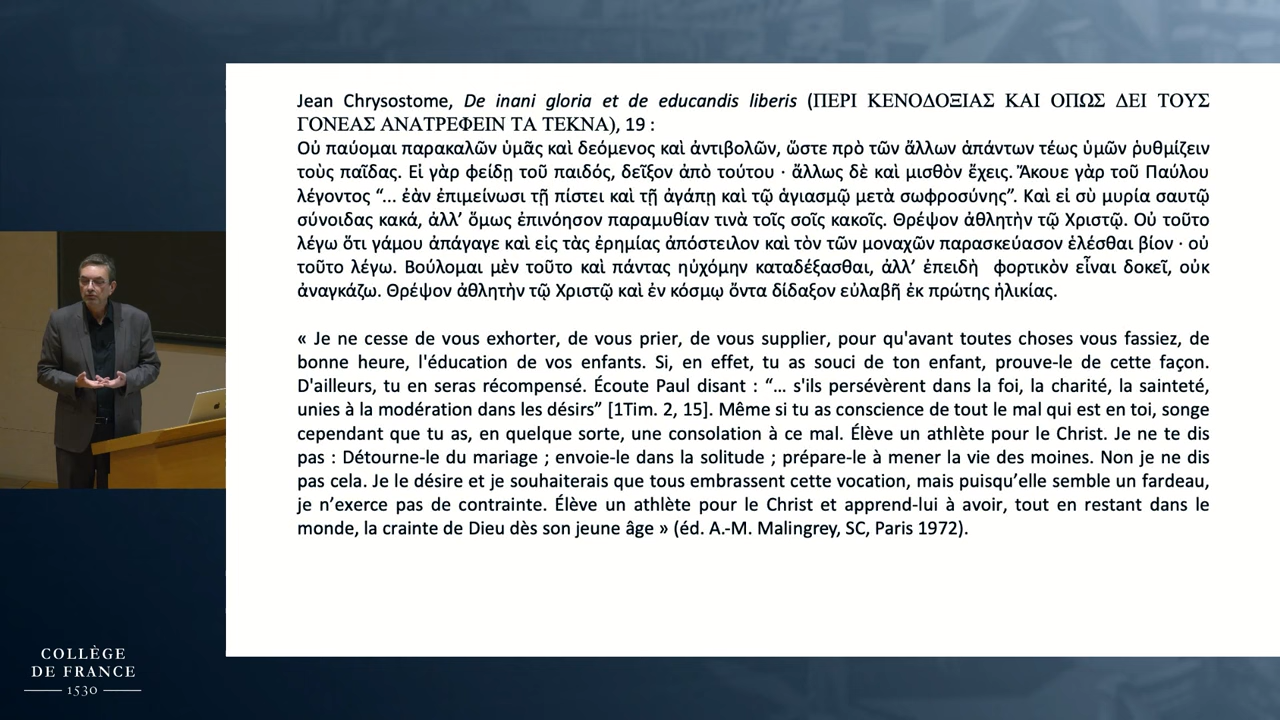 Jean Chrysostome, De inani gloria et de educandis liberis (ΠΕΡΙ ΚΕΝΟΔΟΞΙΑΣ ΚΑΙ ΟΠΩΣ ΔΕΙ ΤΟΥΣ
ΓΟΝΕΑΣ ΑΝΑΤΡΕΦΕΙΝ ΤΑ ΤΕΚΝΑ), 19 :
Οὐ παύομαι παρακαλῶν ὑμᾶς καὶ δεόμενος καὶ ἀντιβολῶν, ὥστε πρὸ τῶν ἄλλων ἁπάντων τέως ὑμῶν ῥυθμίζειν
τοὺς παῖδας. Εἰ γὰρ φείδῃ τοῦ παιδός, δεῖξον ἀπὸ τούτου · ἄλλως δὲ καὶ μισθὸν ἔχεις. Ἄκουε γὰρ τοῦ Παύλου
λέγοντος “... ἐὰν ἐπιμείνωσι τῇ πίστει καὶ τῇ ἀγάπῃ καὶ τῷ ἁγιασμῷ μετὰ σωφροσύνης”. Καὶ εἰ σὺ μυρία σαυτῷ
σύνοιδας κακά, ἀλλ’ ὅμως ἐπινόησον παραμυθίαν τινὰ τοῖς σοῖς κακοῖς. Θρέψον ἀθλητὴν τῷ Χριστῷ. Οὐ τοῦτο
λέγω ὅτι γάμου ἀπάγαγε καὶ εἰς τὰς ἐρημίας ἀπόστειλον καὶ τὸν τῶν μοναχῶν παρασκεύασον ἑλέσθαι βίον · οὐ
τοῦτο λέγω. Βούλομαι μὲν τοῦτο καὶ πάντας ηὐχόμην καταδέξασθαι, ἀλλ’ ἐπειδὴ φορτικὸν εἶναι δοκεῖ, οὐκ
ἀναγκάζω. Θρέψον ἀθλητὴν τῷ Χριστῷ καὶ ἐν κόσμῳ ὄντα δίδαξον εὐλαβῆ ἐκ πρώτης ἡλικίας.
« Je ne cesse de vous exhorter, de vous prier, de vous supplier, pour qu'avant toutes choses vous fassiez, de
bonne heure, l'éducation de vos enfants. Si, en effet, tu as souci de ton enfant, prouve-le de cette façon.
D'ailleurs, tu en seras récompensé. Écoute Paul disant : “... s'ils persévèrent dans la foi, la charité, la sainteté,
unies à la modération dans les désirs” [1Tim. 2, 15]. Même si tu as conscience de tout le mal qui est en toi, songe
cependant que tu as, en quelque sorte, une consolation à ce mal. Élève un athlète pour le Christ. Je ne te dis
pas : Détourne-le du mariage ; envoie-le dans la solitude ; prépare-le à mener la vie des moines. Non je ne dis
pas cela. Je le désire et je souhaiterais que tous embrassent cette vocation, mais puisqu’elle semble un fardeau,
je n’exerce pas de contrainte. Élève un athlète pour le Christ et apprend-lui à avoir, tout en restant dans le
monde, la crainte de Dieu dès son jeune âge » (éd. A.-M. Malingrey, SC, Paris 1972).
COLLÈGE
DE FRANCE
1530